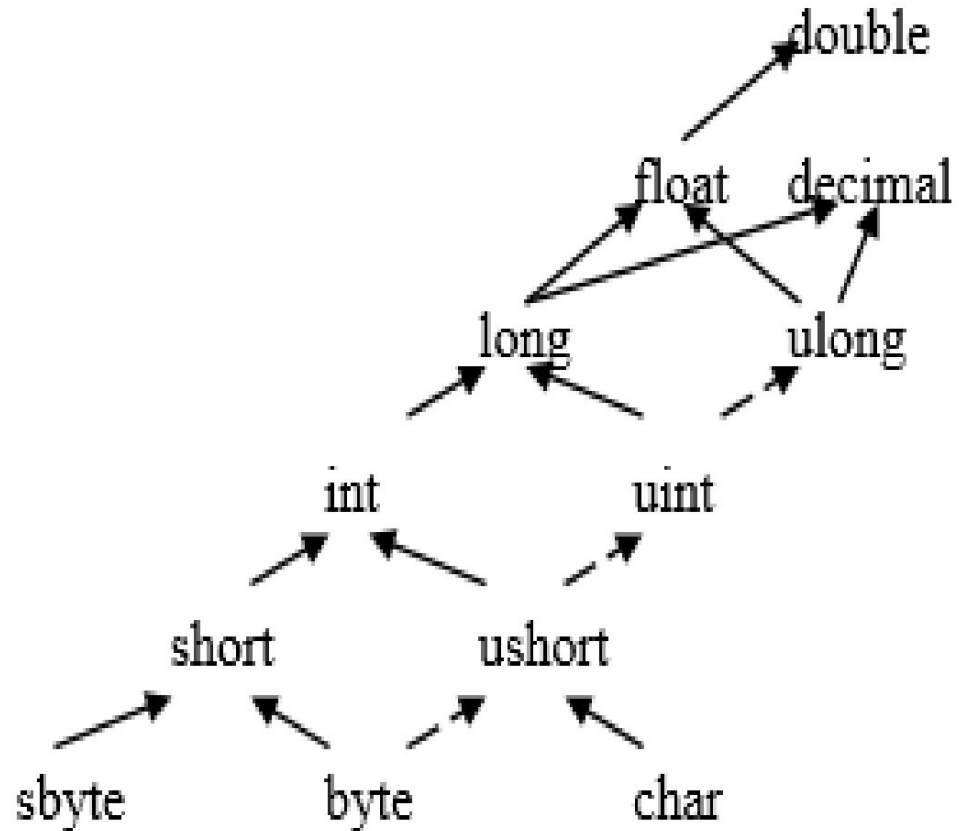 double
float decimal
long ulong
int uint
short ushort
sbyte byte char